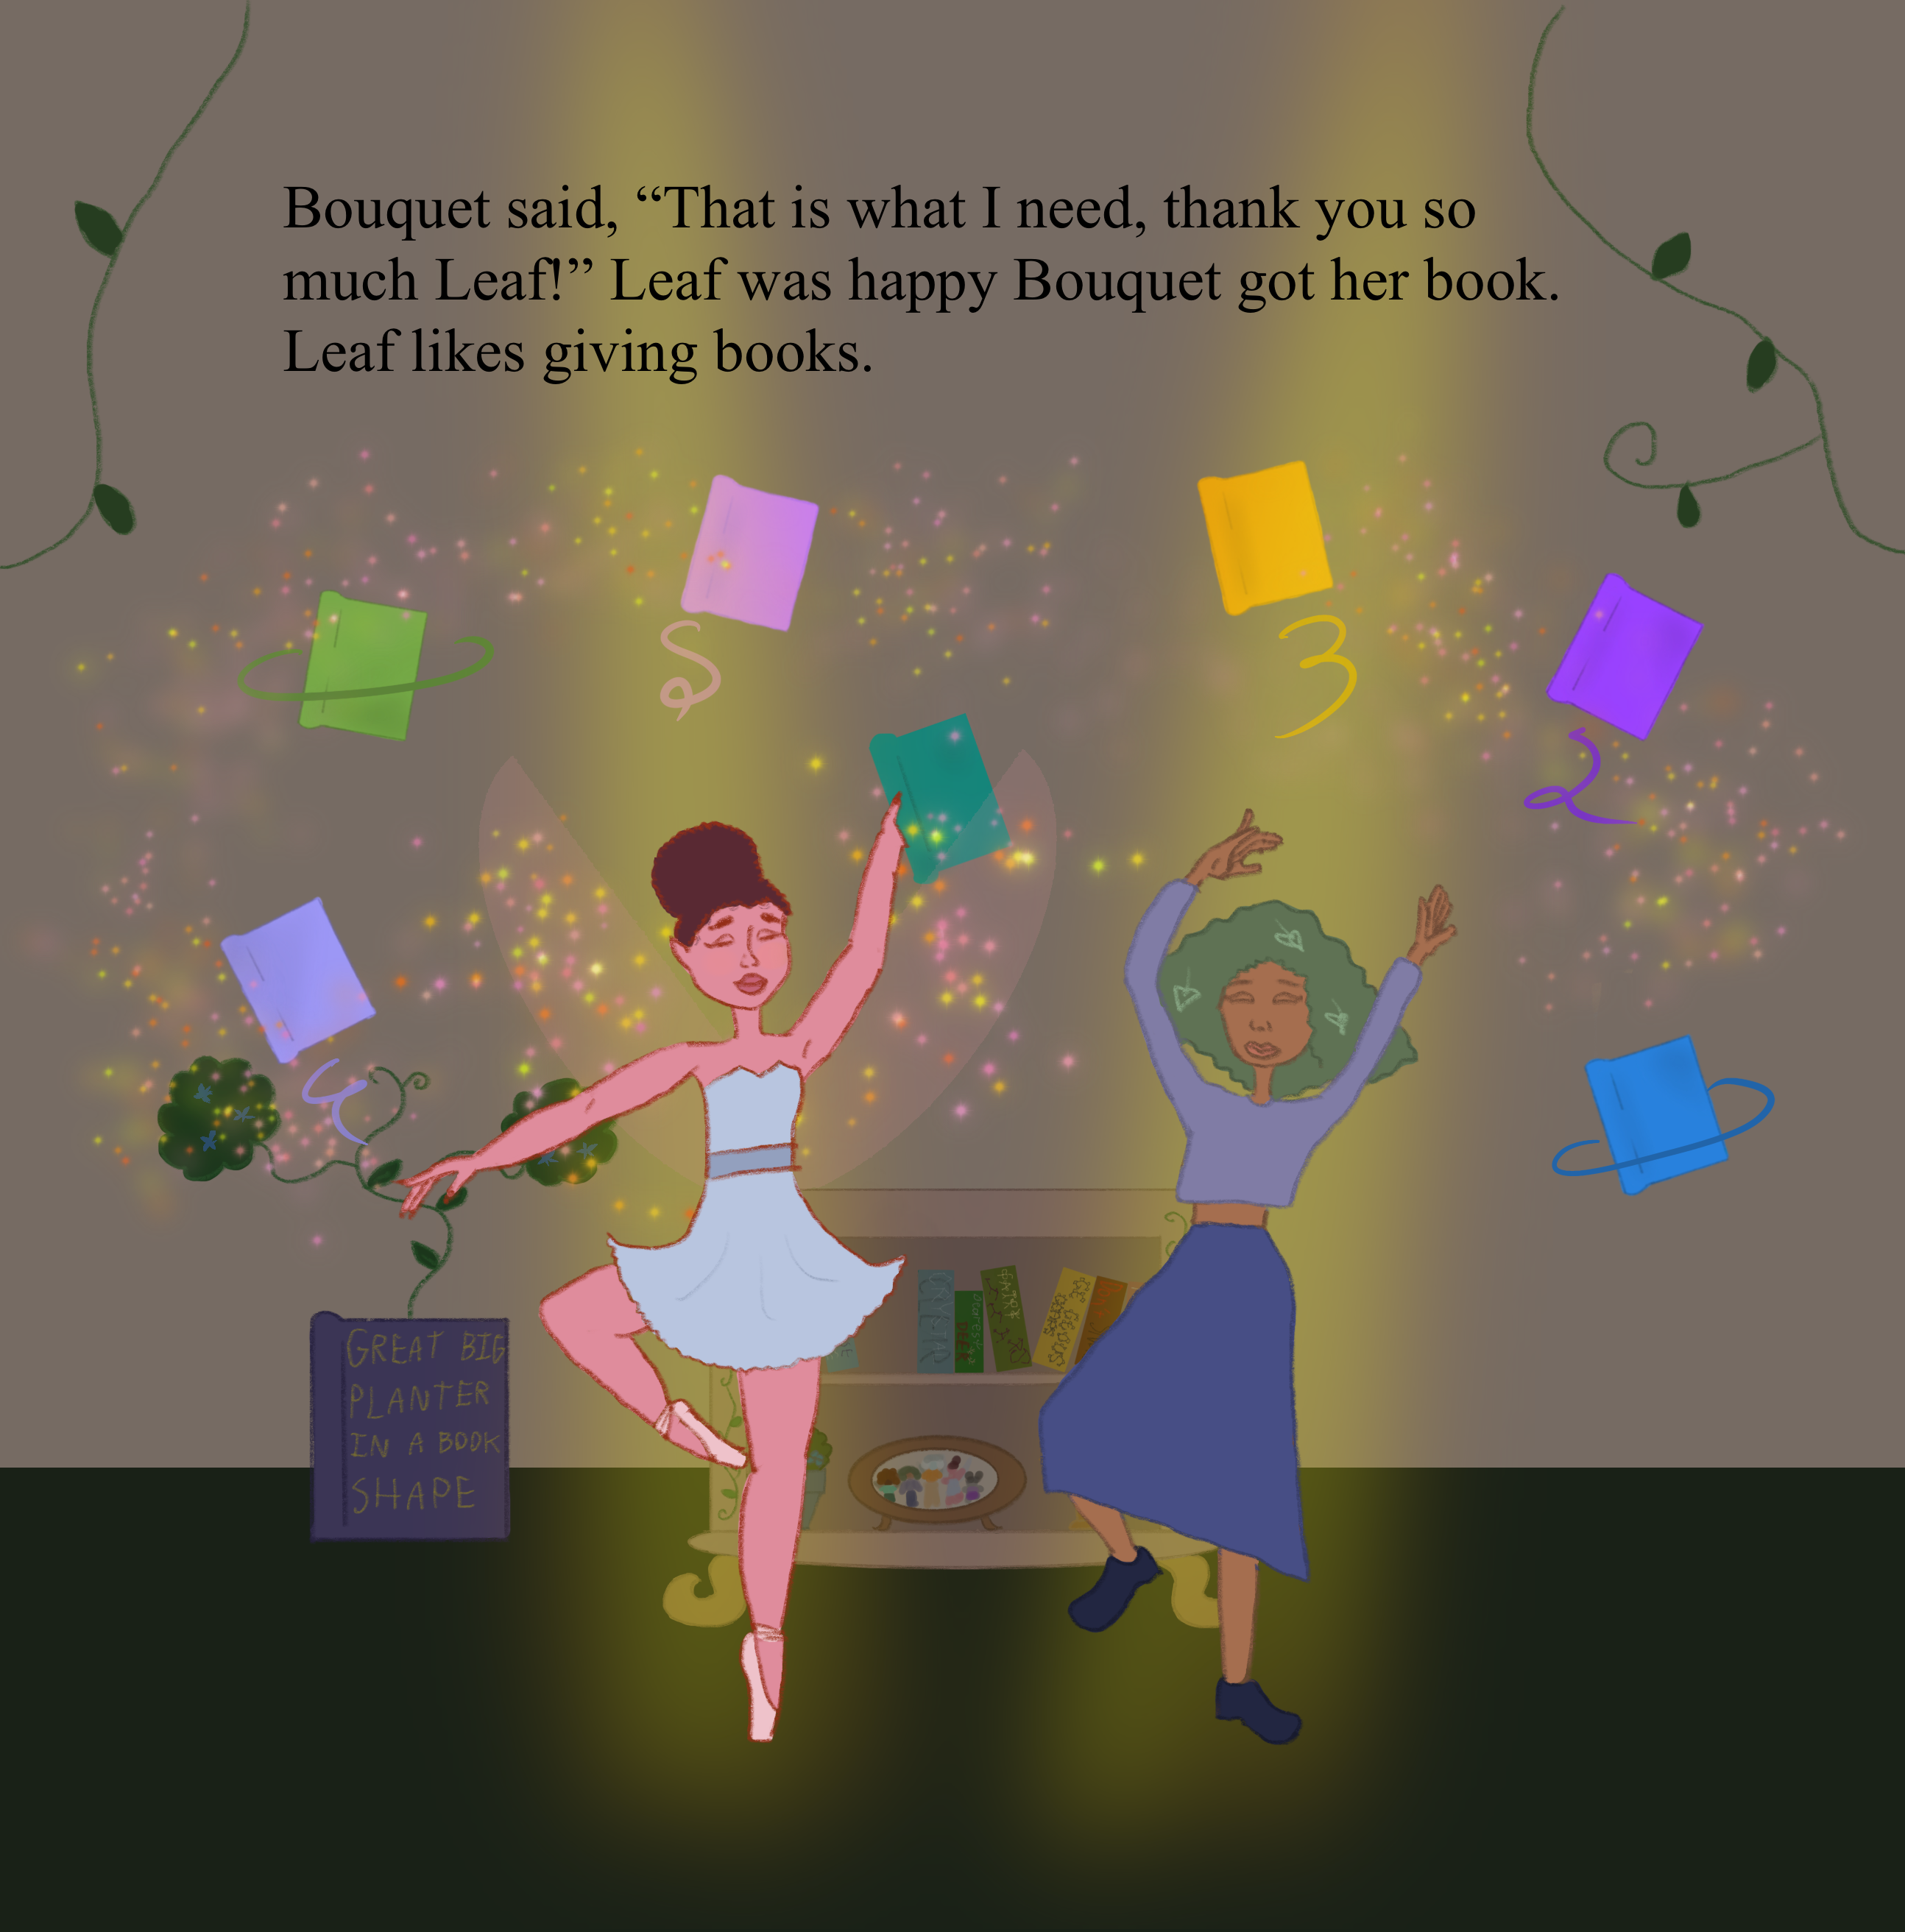 Bouquet said, “That is what I need, thank you so
much Leaf!” Leaf was happy Bouquet got her book.
Leaf likes giving books.
GREAT BIG
PLANTER
IN A BOOK
SHAPE